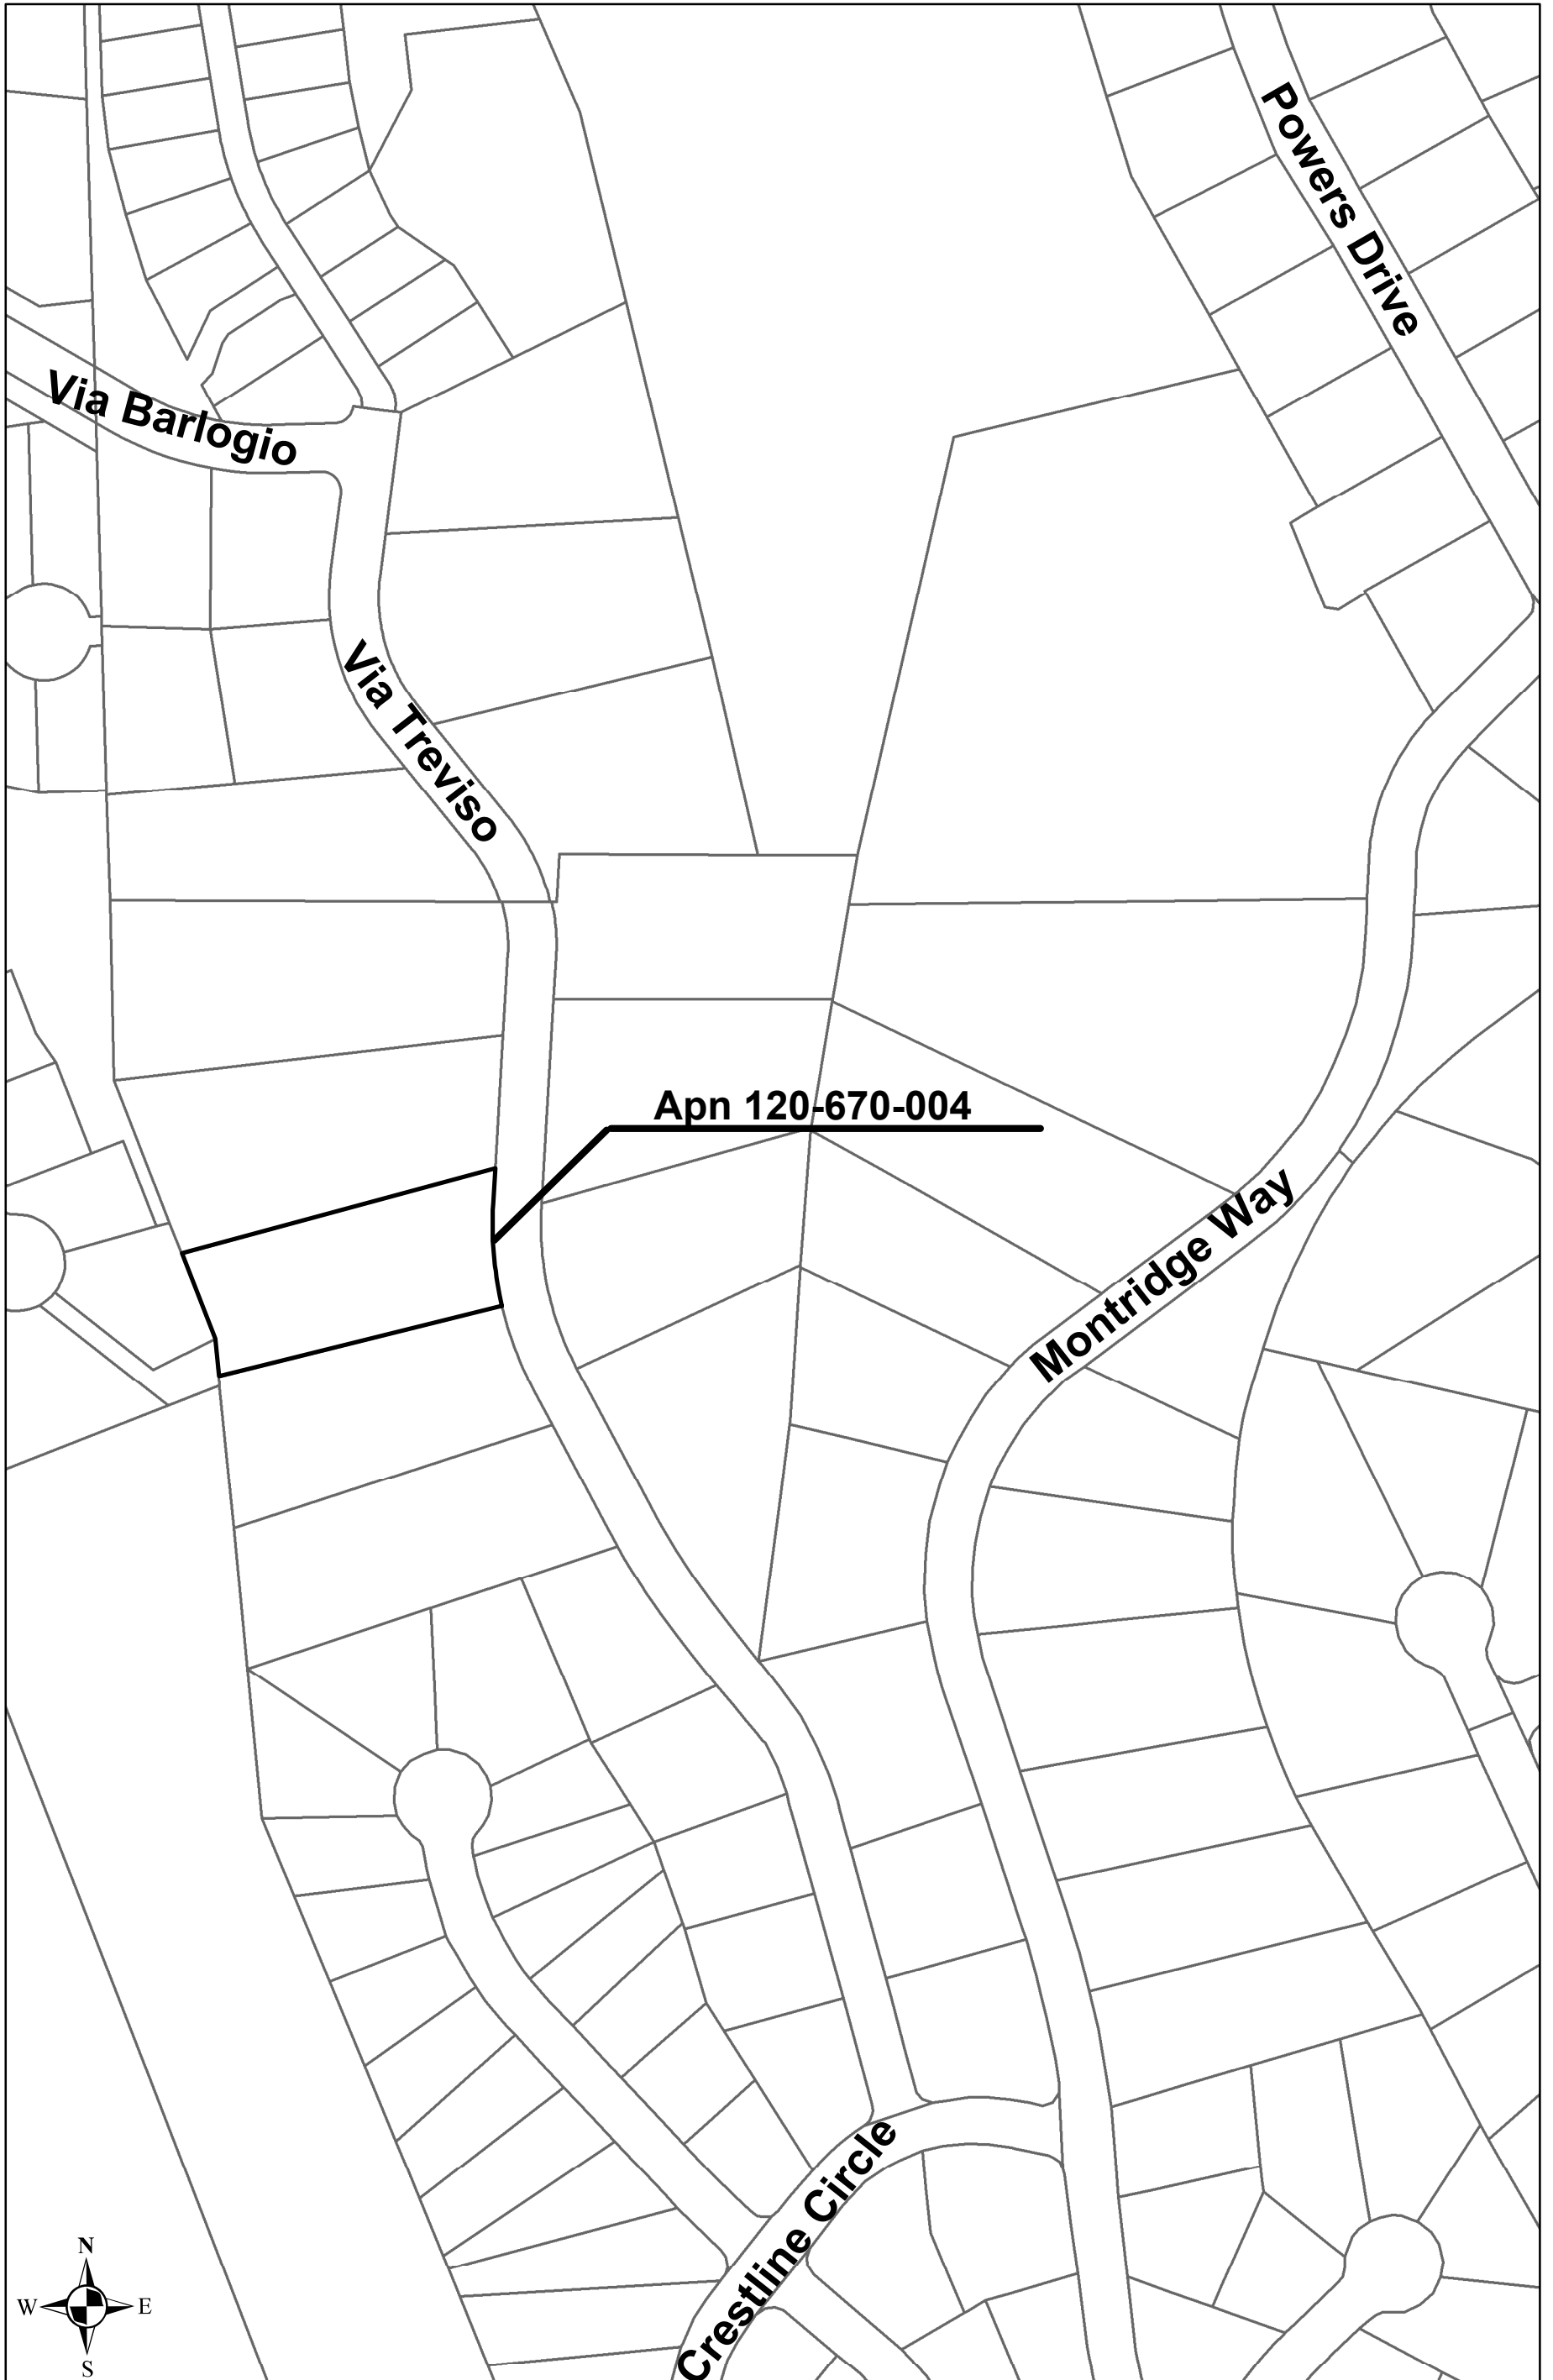 Powers Drive
Via Barlogio
Via Treviso
Apn 120-670-004
Montridge Way
Crestline Circle
N
W E
S